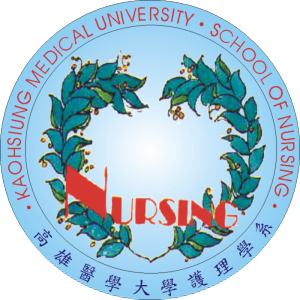 • KAOHSIUNG MEDICAL UNIVERSITY • SCHOOL OF NURSING •
NURSING
高雄醫學大學護理學系